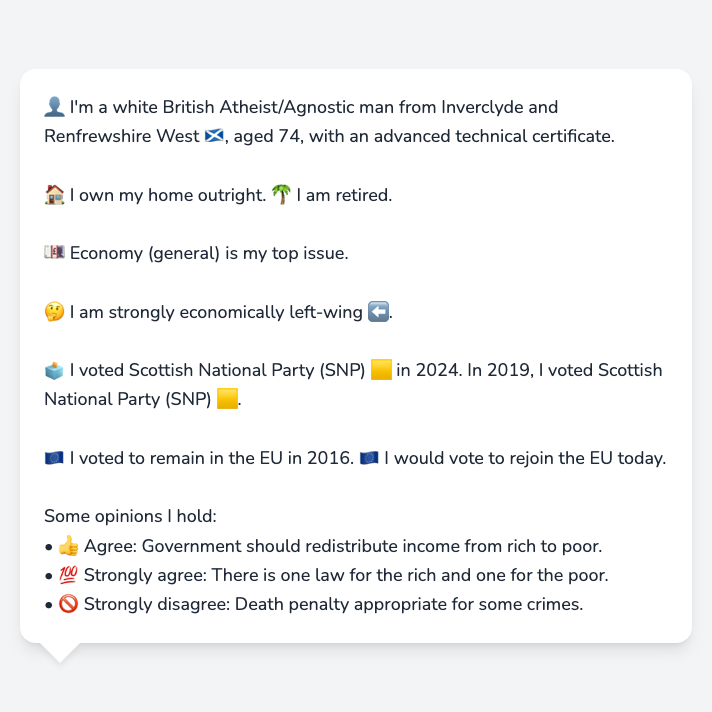 👤 I'm a white British Atheist/Agnostic man from Inverclyde and
Renfrewshire West 🏴󠁧󠁢󠁳󠁣󠁴󠁿, aged 74, with an advanced technical certificate.
🏠 I own my home outright. 🌴 I am retired.
💷 Economy (general) is my top issue.
🤔 I am strongly economically left-wing ⬅️.
🗳️ I voted Scottish National Party (SNP) 🟨 in 2024. In 2019, I voted Scottish
National Party (SNP) 🟨.
🇪🇺 I voted to remain in the EU in 2016. 🇪🇺 I would vote to rejoin the EU today.
Some opinions I hold:
• 👍 Agree: Government should redistribute income from rich to poor.
• 💯 Strongly agree: There is one law for the rich and one for the poor.
• 🚫 Strongly disagree: Death penalty appropriate for some crimes.